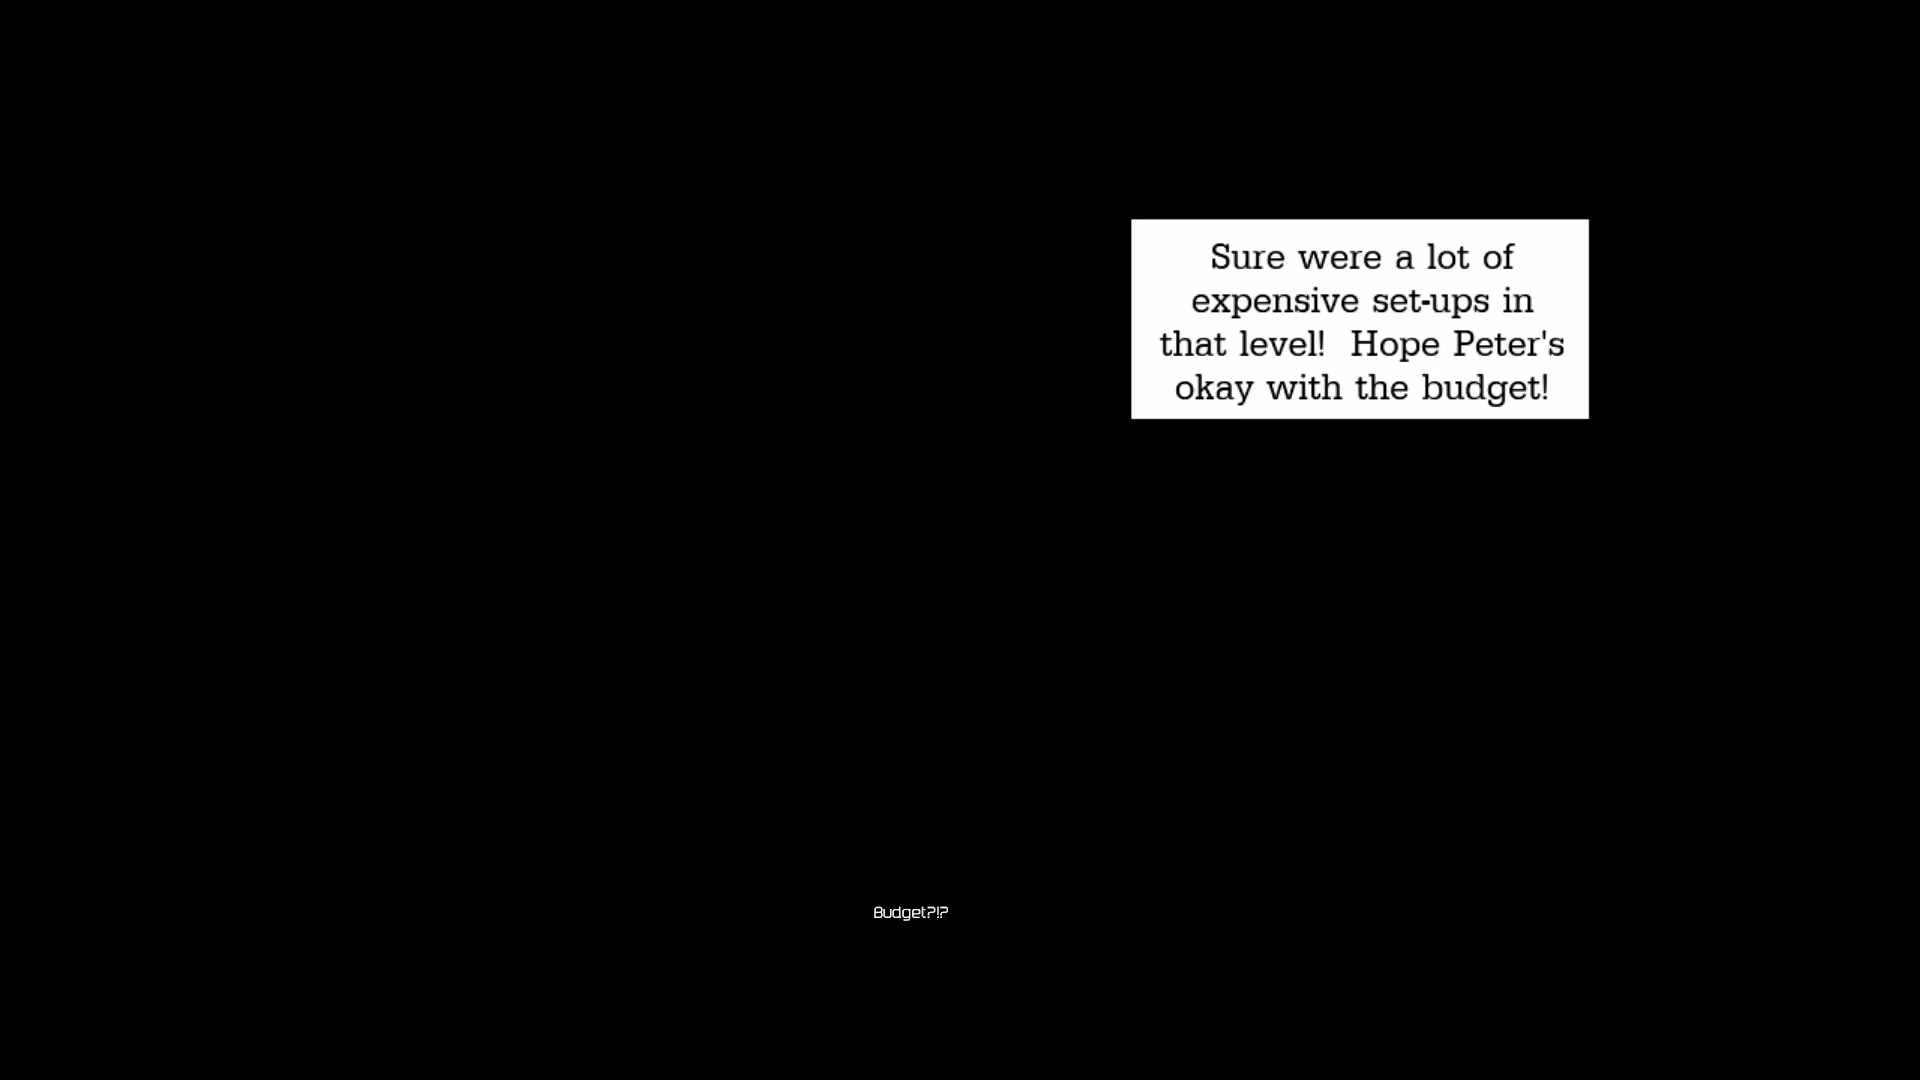 Sure were a lot of
expensive set-ups in
that level!  Hope Peter's
okay with the budget!
Budget?!?